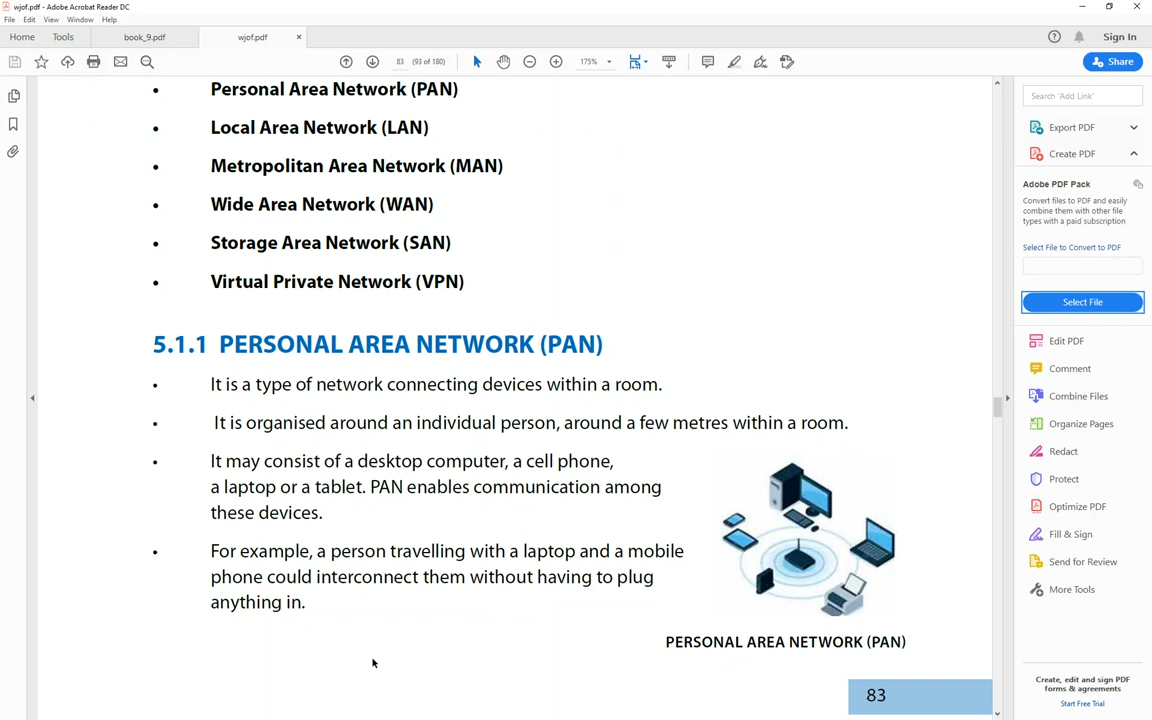 wjof.pdf - Adobe Acrobat Reader DC
File Edit View Window Help
Home Tools book_9.pdf wjof.pdf × Sign In
83 (93 of 180) 175% Share
• Personal Area Network (PAN)
• Local Area Network (LAN)
• Metropolitan Area Network (MAN)
• Wide Area Network (WAN)
• Storage Area Network (SAN)
• Virtual Private Network (VPN)
5.1.1 PERSONAL AREA NETWORK (PAN)
• It is a type of network connecting devices within a room.
• It is organised around an individual person, around a few metres within a room.
• It may consist of a desktop computer, a cell phone,
a laptop or a tablet. PAN enables communication among
these devices.
• For example, a person travelling with a laptop and a mobile
phone could interconnect them without having to plug
anything in.
PERSONAL AREA NETWORK (PAN)
83
Search 'Add Link'
Export PDF
Create PDF
Adobe PDF Pack
Convert files to PDF and easily
combine them with other file
types with a paid subscription
Select File to Convert to PDF
Select File
Edit PDF
Comment
Combine Files
Organize Pages
Redact
Protect
Optimize PDF
Fill & Sign
Send for Review
More Tools
Create, edit and sign PDF
forms & agreements
Start Free Trial